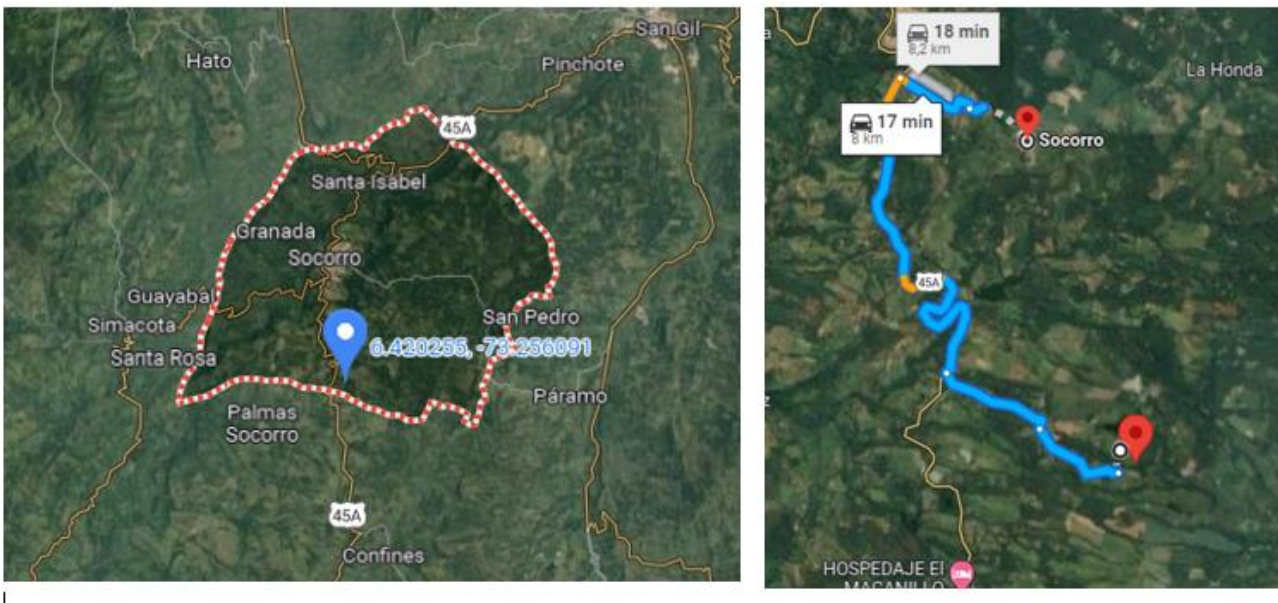 San Gil
Hato
Pinchote
45A
Santa Isabel
Granada
Socorro
Guayabal
San Pedro
Simacota
6.420255, -73.256091
Santa Rosa
Páramo
Palmas
Socorro
45A
Confines
18 min
8,2 km
La Honda
17 min
8 km
Socorro
45A
HOSPEDAJE El
MACANILLO